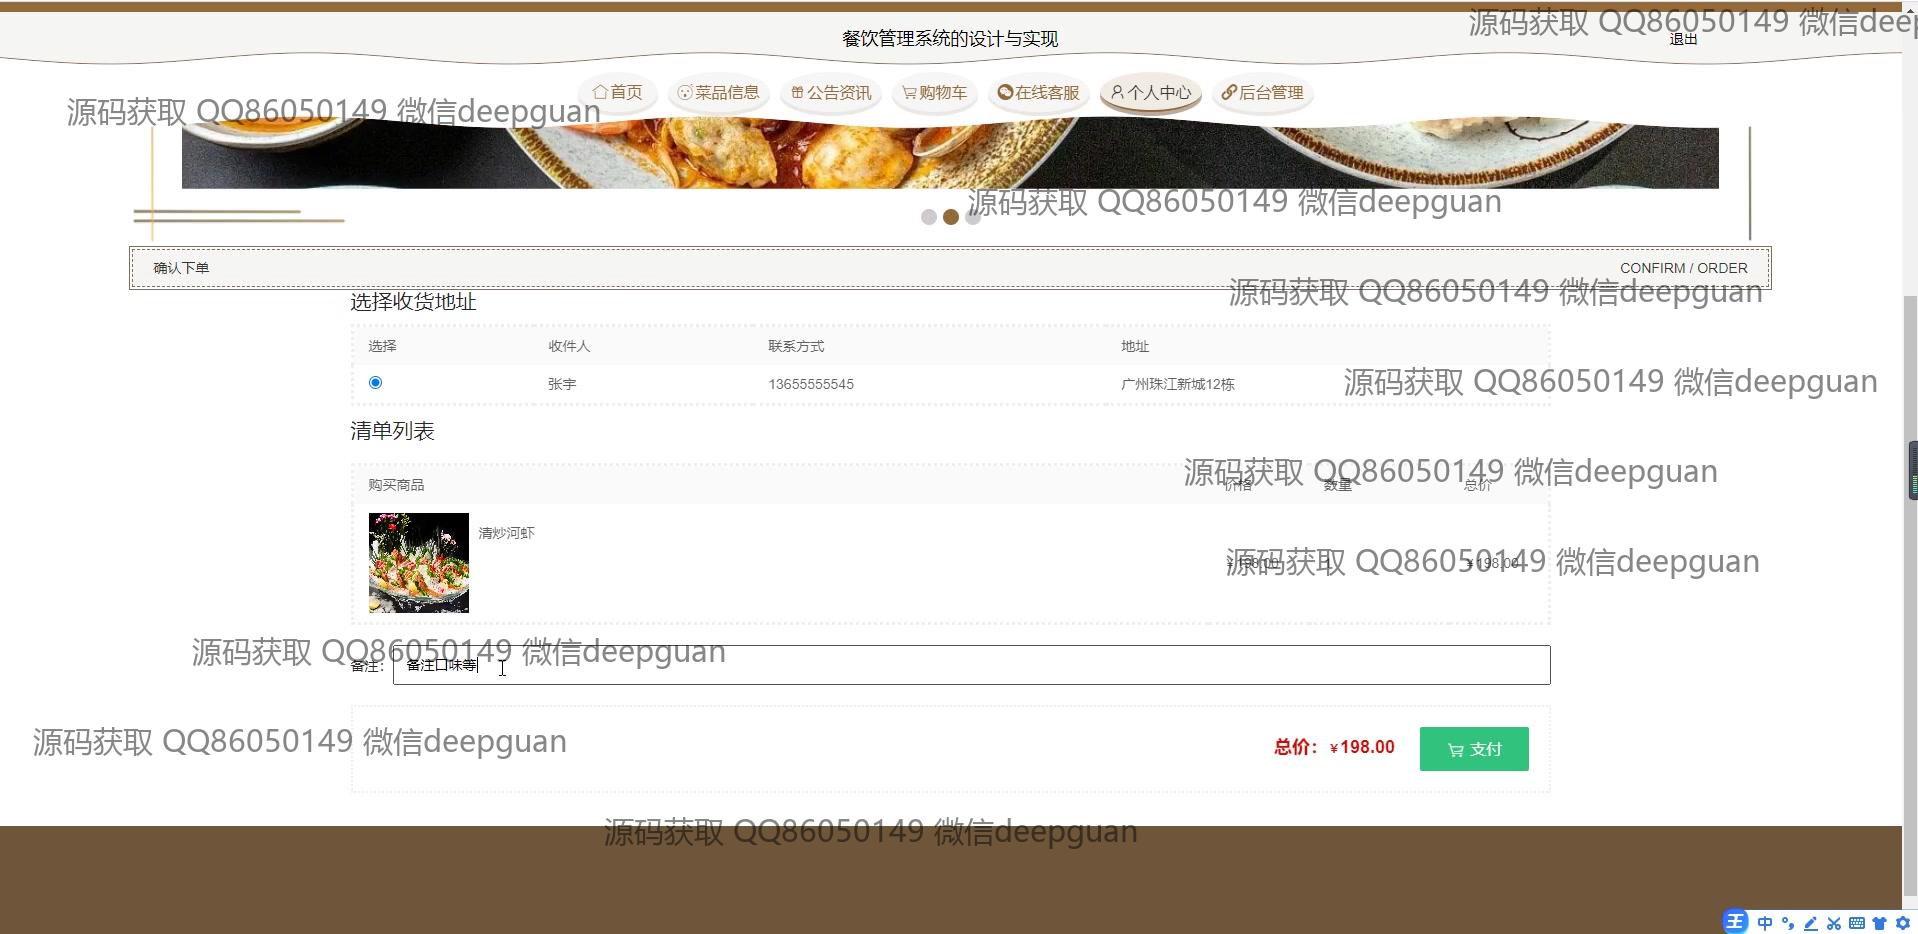 餐饮管理系统的设计与实现
源码获取 QQ86050149 微信deep
退出
首页 菜品信息 公告资讯 购物车 在线客服 个人中心 后台管理
源码获取 QQ86050149 微信deepguan
源码获取 QQ86050149 微信deepguan
确认下单 CONFIRM / ORDER
源码获取 QQ86050149 微信deepguan
选择收货地址
选择 收件人 联系方式 地址
张宇 13655555545 广州珠江新城12栋
源码获取 QQ86050149 微信deepguan
清单列表
源码获取 QQ86050149 微信deepguan
购买商品 价格 数量 总价
清炒河虾
¥198.00 ¥198.00
源码获取 QQ86050149 微信deepguan
源码获取 QQ86050149 微信deepguan
备注： 备注口味等
源码获取 QQ86050149 微信deepguan
总价：¥198.00 支付
源码获取 QQ86050149 微信deepguan
王 中